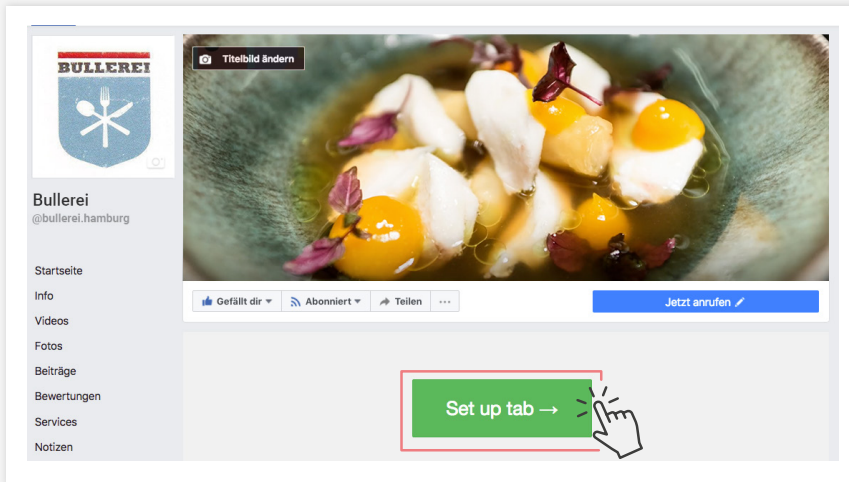 BULLEREI
Titelbild ändern
Bullerei
@bullerei.hamburg
Startseite
Info
Videos
Fotos
Beiträge
Bewertungen
Services
Notizen
Gefällt dir
Abonniert
Teilen
...
Jetzt anrufen
Set up tab →